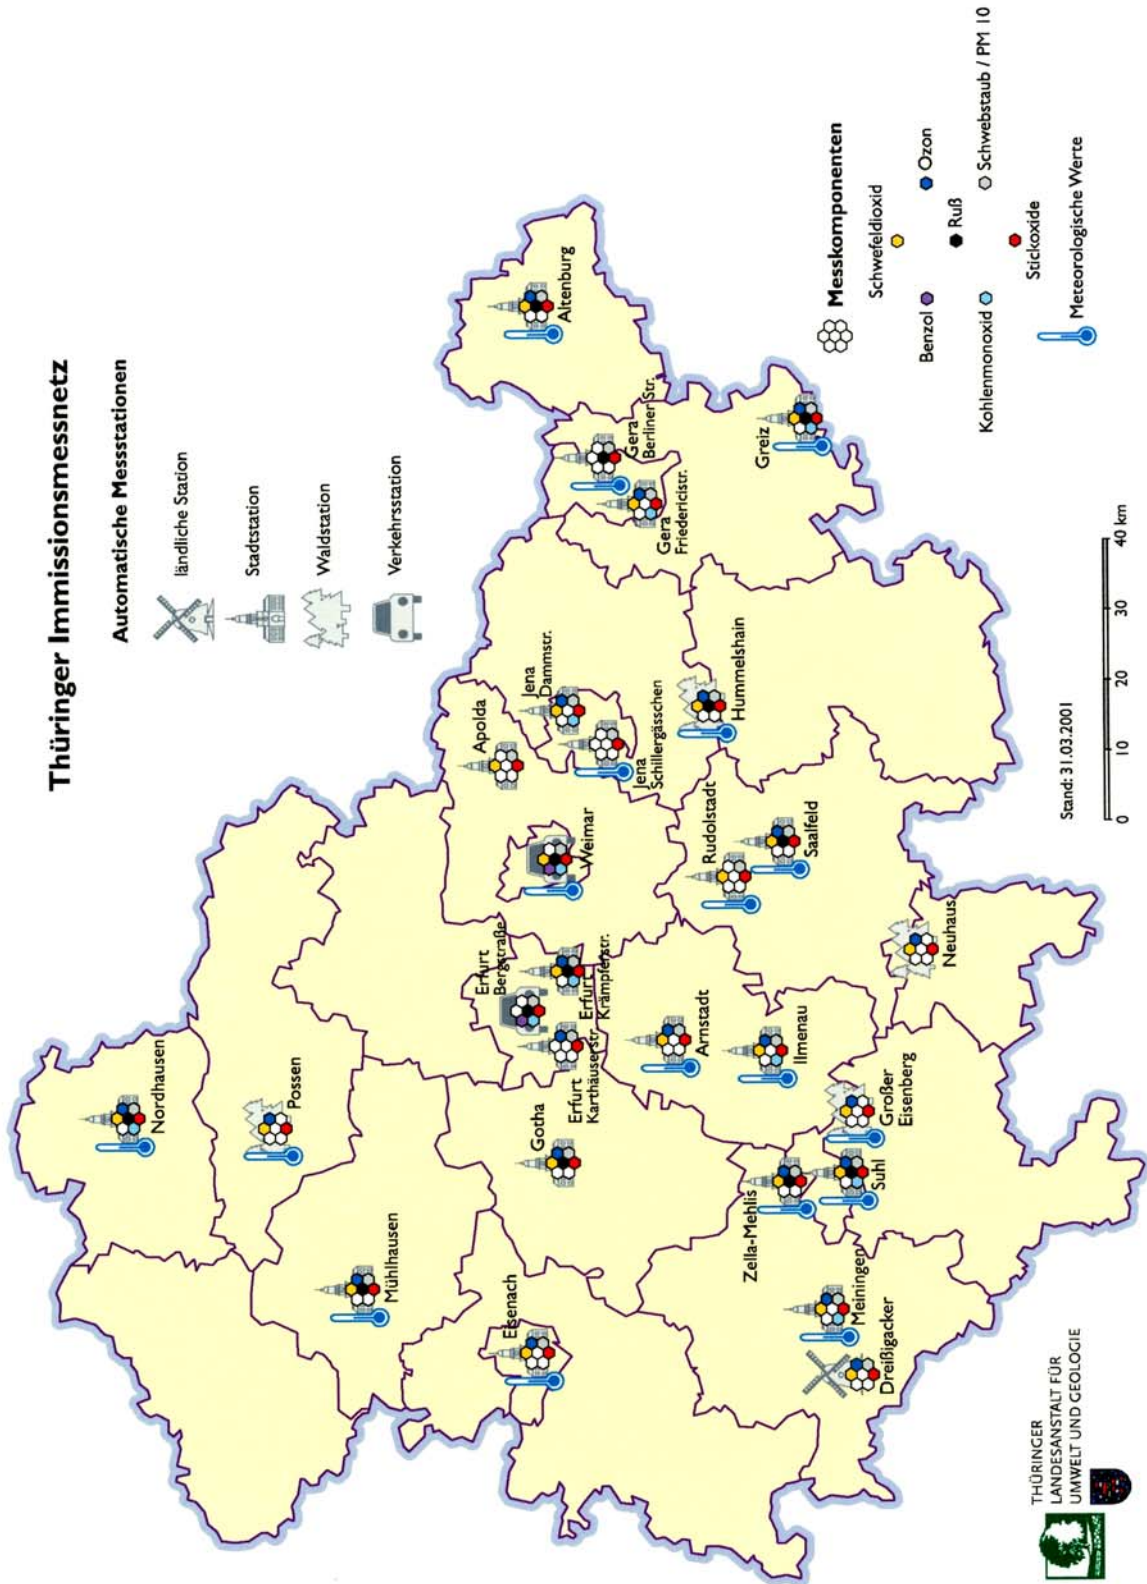 Thüringer Immissionsmessnetz
Automatische Messstationen
ländliche Station
Stadtstation
Waldstation
Verkehrsstation
Nordhausen
Possen
Mühlhausen
Eisenach
Gotha
Erfurt
Bergstraße
Erfurt
Krämpferstr.
Erfurt
Karthäuserstr.
Weimar
Apolda
Jena
Dammstr.
Jena
Schillergässchen
Hummelshain
Gera
Berliner Str.
Gera
Friedericistr.
Altenburg
Greiz
Rudolstadt
Saalfeld
Arnstadt
Ilmenau
Neuhaus
Großer
Eisenberg
Zella-Mehlis
Suhl
Meiningen
Dreißigacker
Messkomponenten
Schwefeldioxid
Benzol
Ozon
Ruß
Kohlenmonoxid
Schwebstaub / PM 10
Stickoxide
Meteorologische Werte
Stand: 31.03.2001
0 10 20 30 40 km
THÜRINGER
LANDESANSTALT FÜR
UMWELT UND GEOLOGIE